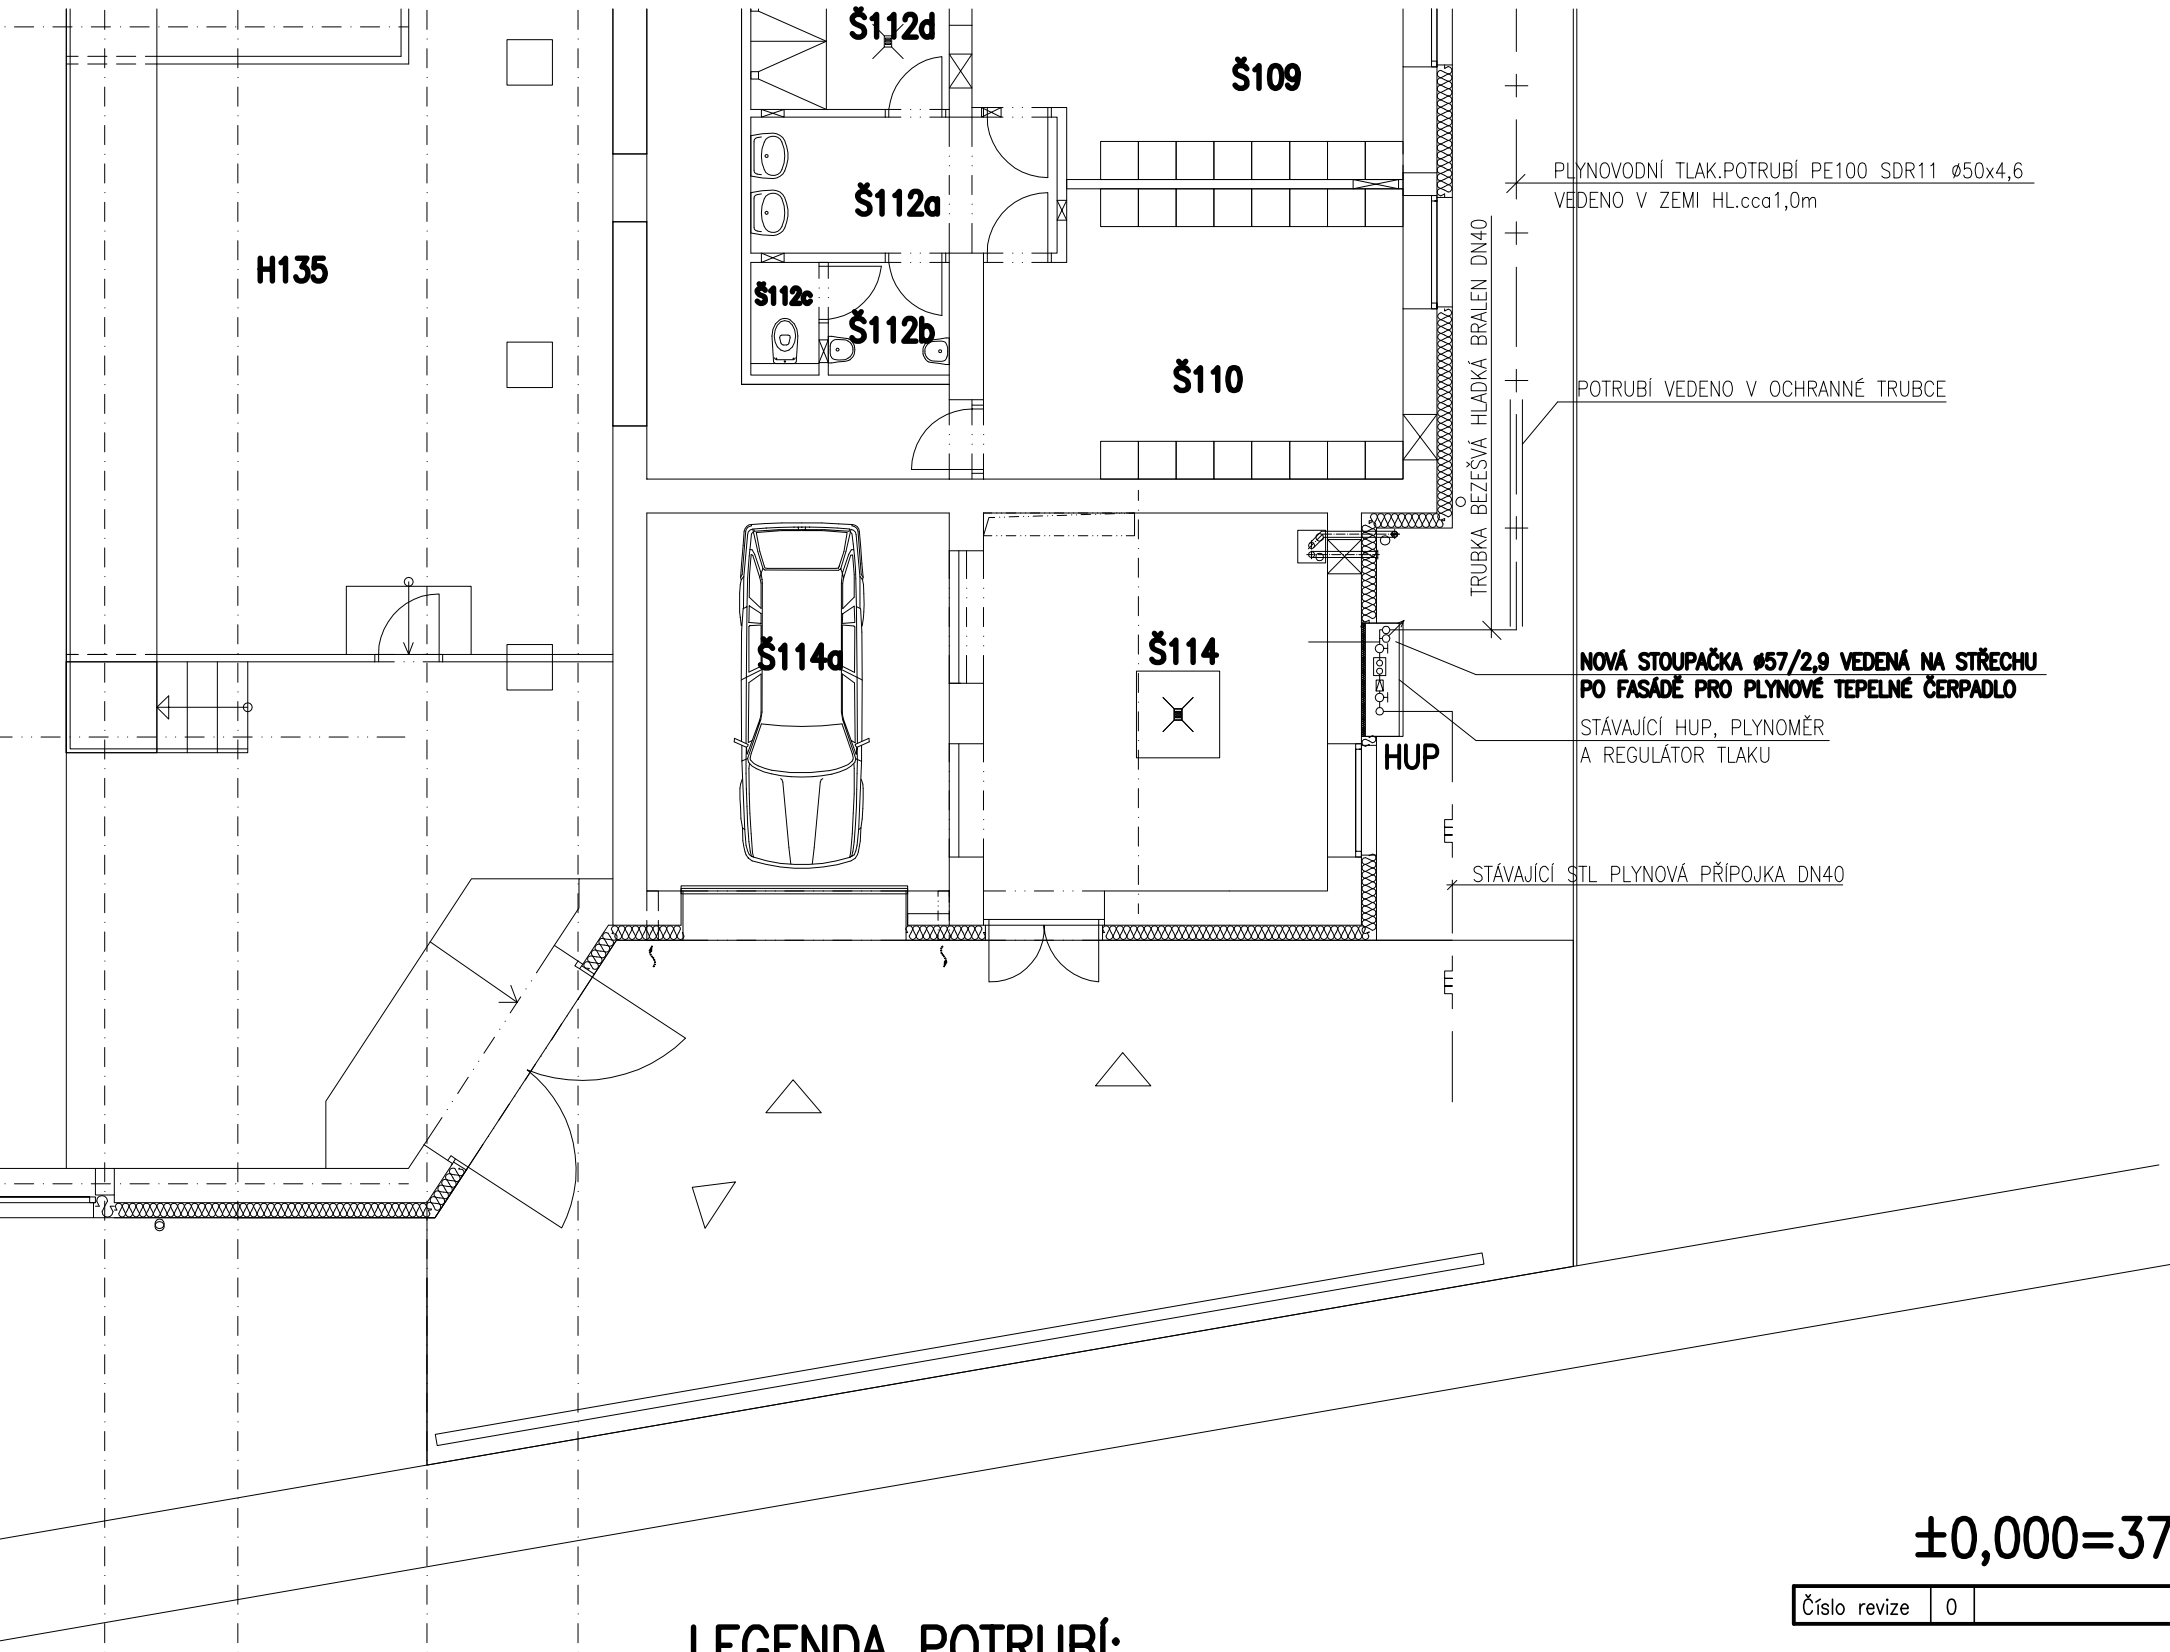 Š112d
Š109
PLYNOVODNÍ TLAK.POTRUBÍ PE100 SDR11 ø50x4,6
VEDENO V ZEMI HL.cca1,0m
Š112a
TRUBKA BEZEŠVÁ HLADKÁ BRALEN DN40
H135
Š112c
Š112b
Š110
POTRUBÍ VEDENO V OCHRANNÉ TRUBCE
Š114a
Š114
NOVÁ STOUPAČKA ø57/2,9 VEDENÁ NA STŘECHU
PO FASÁDĚ PRO PLYNOVÉ TEPELNÉ ČERPADLO
STÁVAJÍCÍ HUP, PLYNOMĚR
A REGULÁTOR TLAKU
HUP
STÁVAJÍCÍ STL PLYNOVÁ PŘÍPOJKA DN40
±0,000=37
Číslo revize 0
LEGENDA POTRUBÍ: